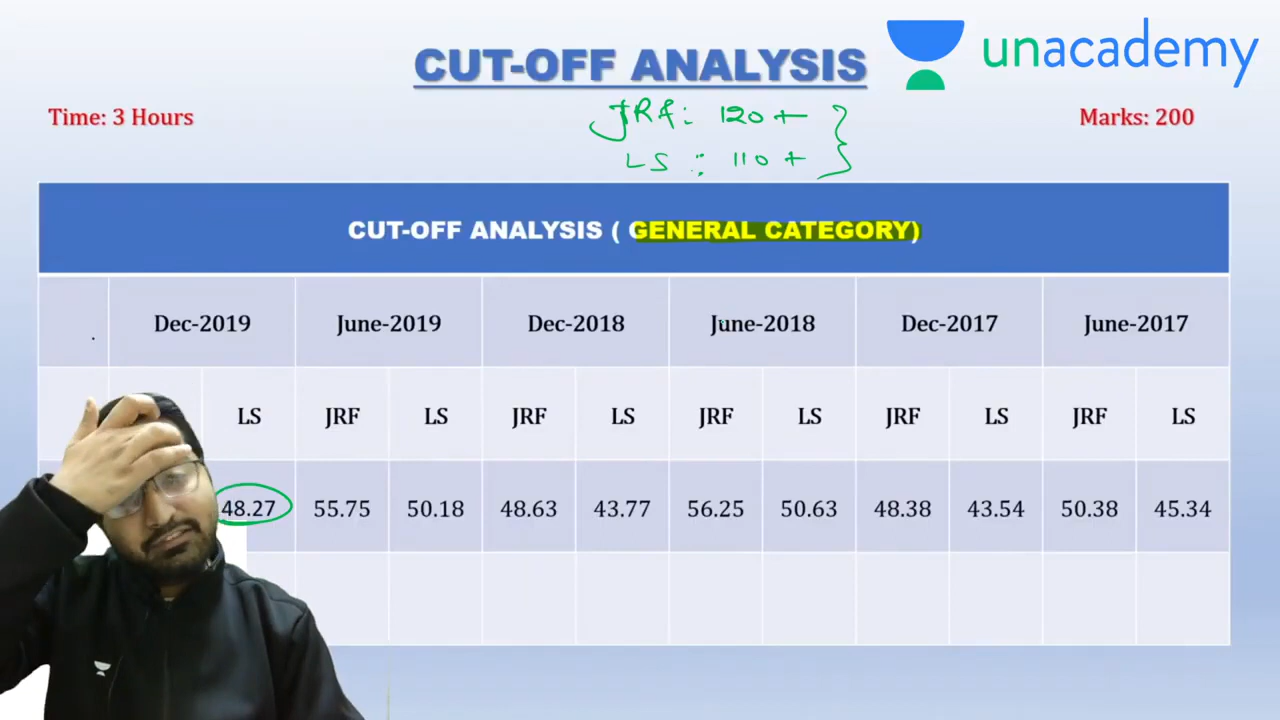 CUT-OFF ANALYSIS
unacademy
Time: 3 Hours
JRF: 120+
LS: 110+
Marks: 200
CUT-OFF ANALYSIS ( GENERAL CATEGORY)
Dec-2019 June-2019 Dec-2018 June-2018 Dec-2017 June-2017
LS JRF LS JRF LS JRF LS JRF LS JRF LS
48.27 55.75 50.18 48.63 43.77 56.25 50.63 48.38 43.54 50.38 45.34